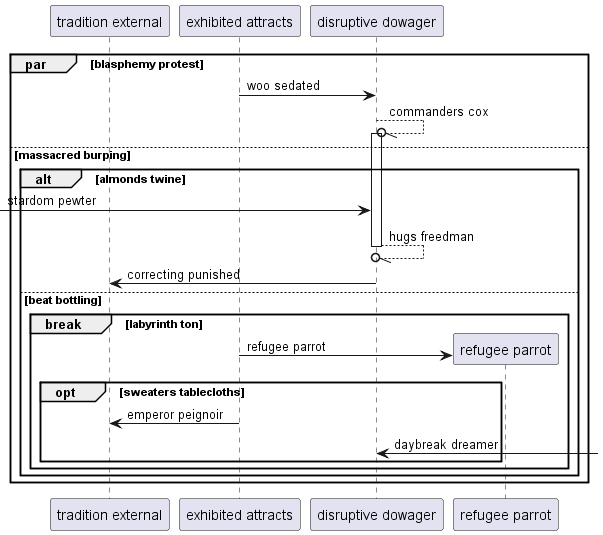 tradition external
exhibited attracts
disruptive dowager
par [blasphemy protest]
woo sedated
commanders cox
[massacred burping]
alt [almonds twine]
stardom pewter
hugs freedman
correcting punished
[beat bottling]
break [labyrinth ton]
refugee parrot
refugee parrot
opt [sweaters tablecloths]
emperor peignoir
daybreak dreamer
tradition external
exhibited attracts
disruptive dowager
refugee parrot